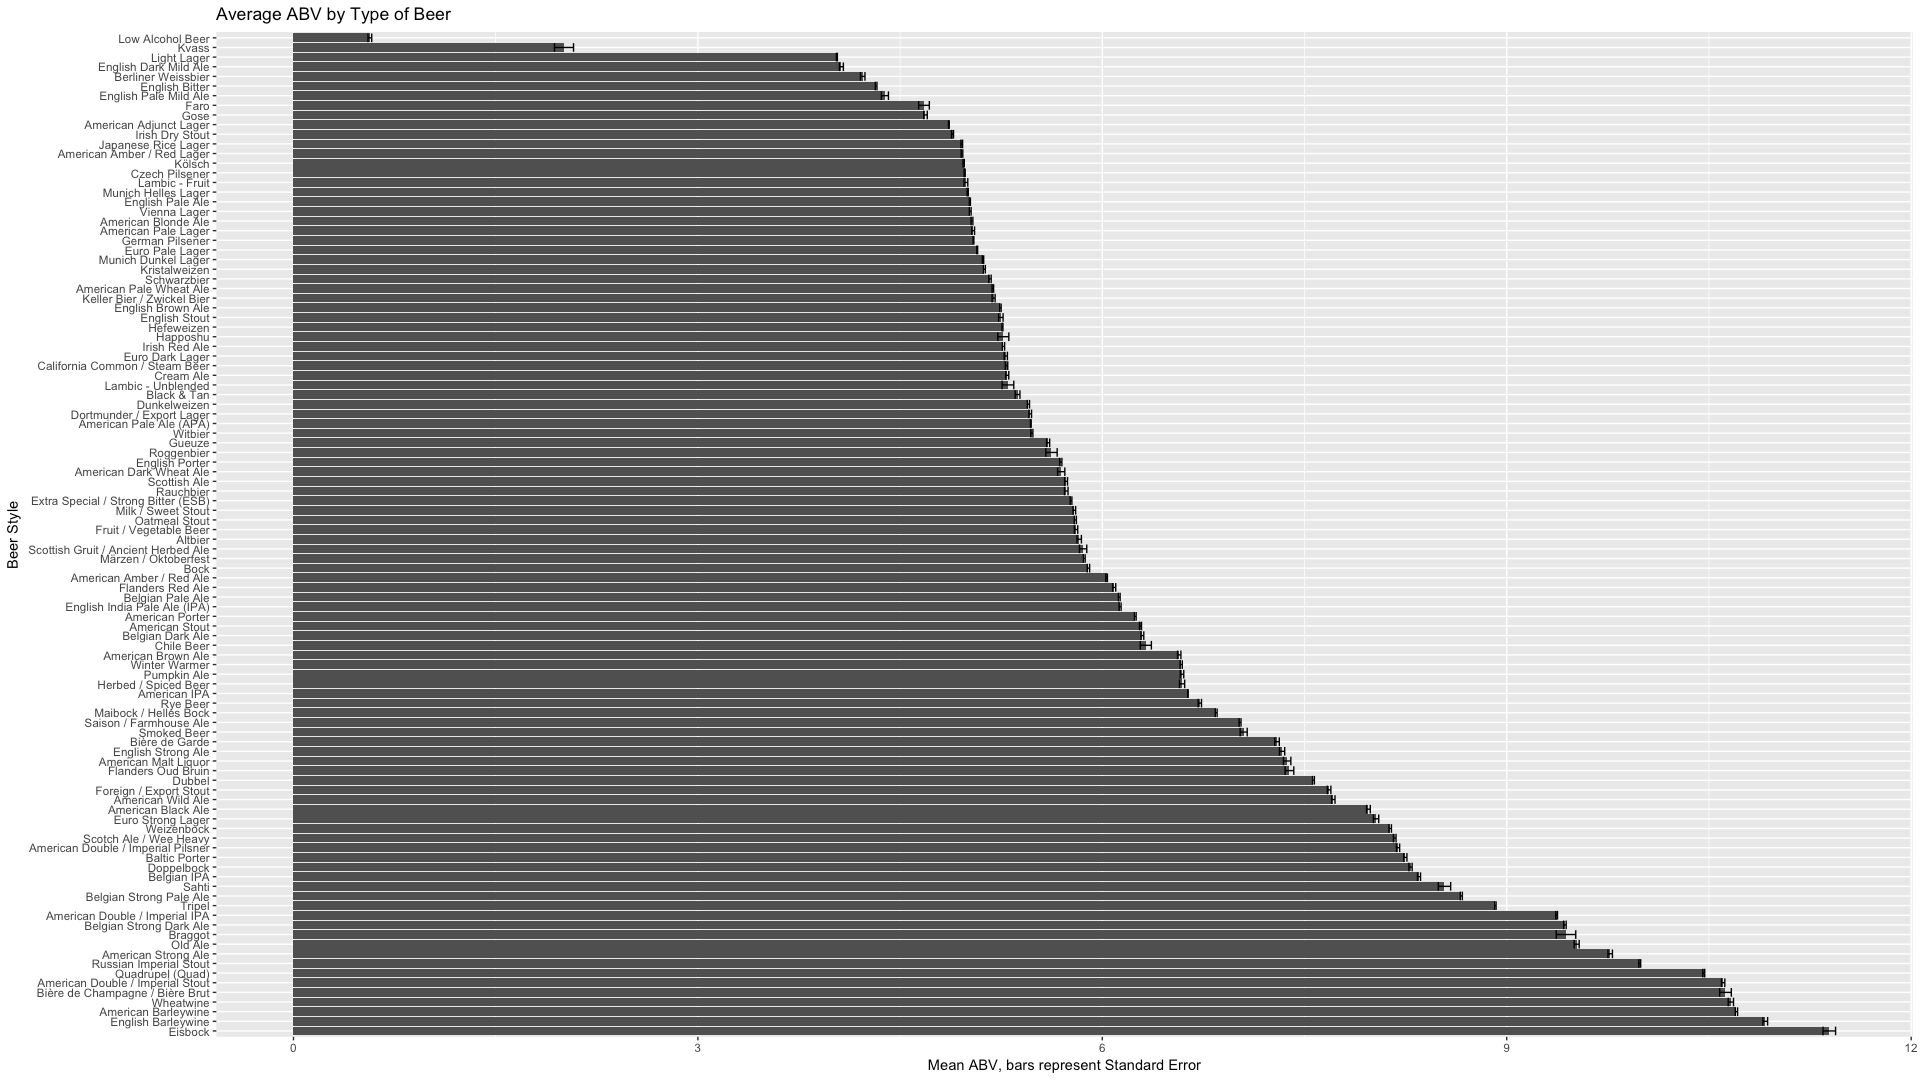 Average ABV by Type of Beer
Low Alcohol Beer
Kvass
Light Lager
English Dark Mild Ale
Berliner Weissbier
English Bitter
English Pale Mild Ale
Faro
Gose
American Adjunct Lager
Irish Dry Stout
Japanese Rice Lager
American Amber / Red Lager
Kölsch
Czech Pilsener
Lambic - Fruit
Munich Helles Lager
English Pale Ale
Vienna Lager
American Blonde Ale
American Pale Lager
German Pilsener
Euro Pale Lager
Munich Dunkel Lager
Kristalweizen
Schwarzbier
American Pale Wheat Ale
Keller Bier / Zwickel Bier
English Brown Ale
English Stout
Hefeweizen
Happoshu
Irish Red Ale
Euro Dark Lager
California Common / Steam Beer
Cream Ale
Lambic - Unblended
Black & Tan
Dunkelweizen
Dortmunder / Export Lager
American Pale Ale (APA)
Witbier
Gueuze
Roggenbier
English Porter
American Dark Wheat Ale
Scottish Ale
Rauchbier
Extra Special / Strong Bitter (ESB)
Milk / Sweet Stout
Oatmeal Stout
Fruit / Vegetable Beer
Altbier
Scottish Gruit / Ancient Herbed Ale
Märzen / Oktoberfest
Bock
American Amber / Red Ale
Flanders Red Ale
Belgian Pale Ale
English India Pale Ale (IPA)
American Porter
American Stout
Belgian Dark Ale
Chile Beer
American Brown Ale
Winter Warmer
Pumpkin Ale
Herbed / Spiced Beer
American IPA
Rye Beer
Maibock / Helles Bock
Saison / Farmhouse Ale
Smoked Beer
Bière de Garde
English Strong Ale
American Malt Liquor
Flanders Oud Bruin
Dubbel
Foreign / Export Stout
American Wild Ale
American Black Ale
Euro Strong Lager
Weizenbock
Scotch Ale / Wee Heavy
American Double / Imperial Pilsner
Baltic Porter
Doppelbock
Belgian IPA
Sahti
Belgian Strong Pale Ale
Tripel
American Double / Imperial IPA
Belgian Strong Dark Ale
Braggot
Old Ale
American Strong Ale
Russian Imperial Stout
Quadrupel (Quad)
American Double / Imperial Stout
Bière de Champagne / Bière Brut
Wheatwine
American Barleywine
English Barleywine
Eisbock
Beer Style
0 3 6 9 12
Mean ABV, bars represent Standard Error